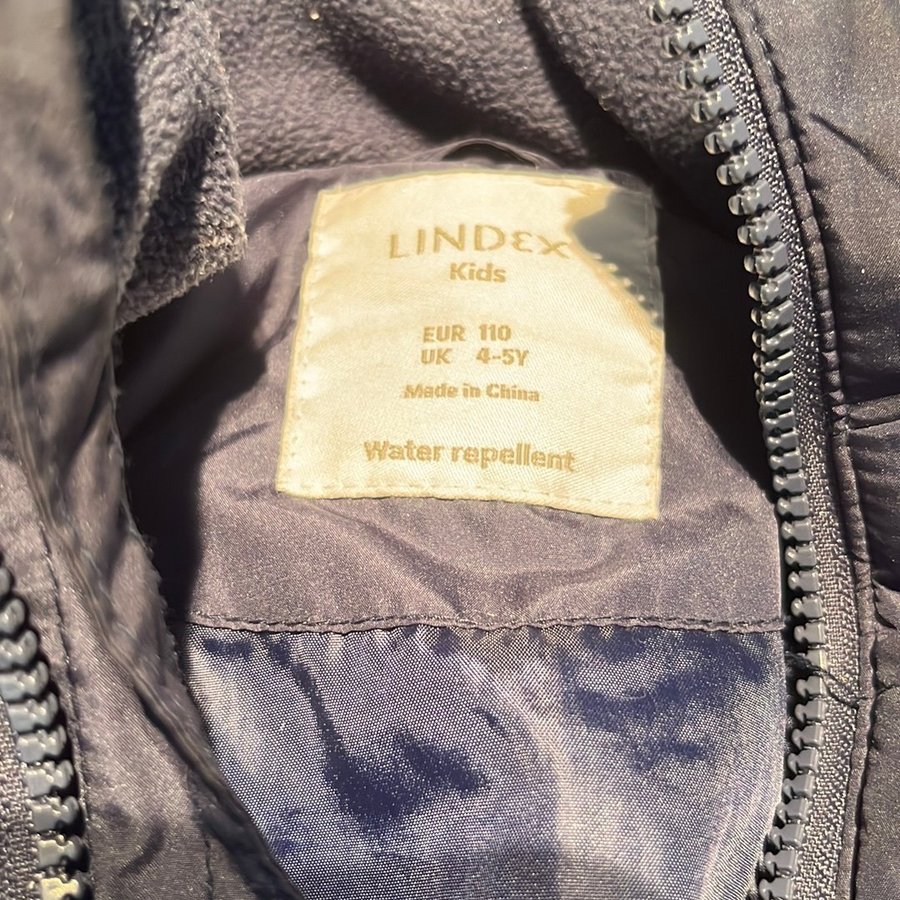 LINDEX
Kids
EUR 110
UK 4-5Y
Made in China
Water repellent